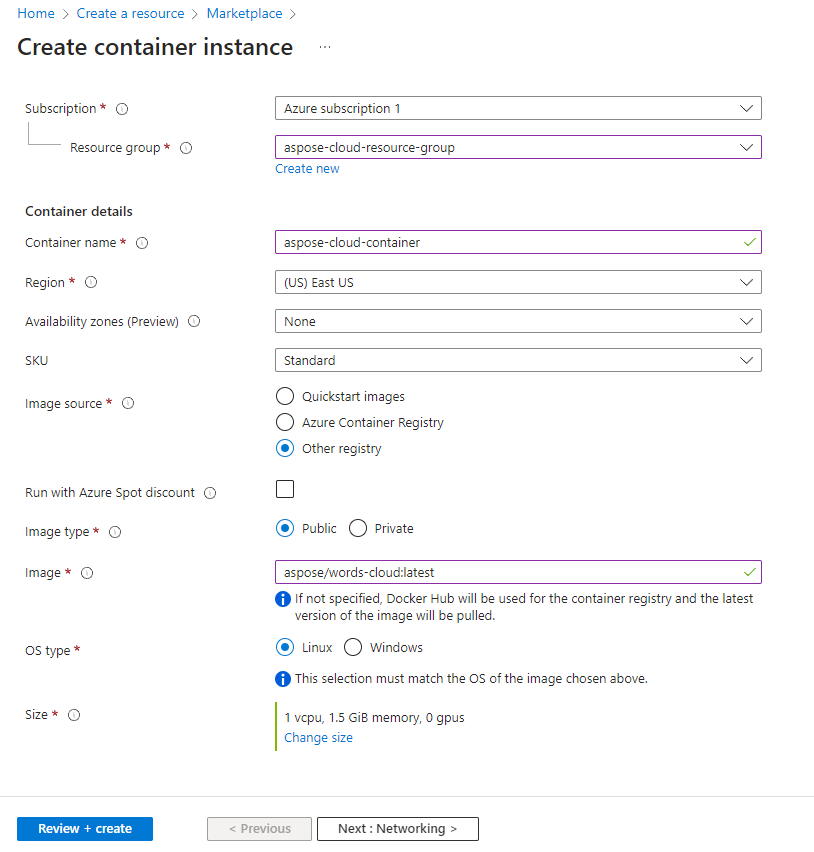 Home > Create a resource > Marketplace >
Create container instance ...
Subscription * Azure subscription 1
Resource group * aspose-cloud-resource-group
Create new
Container details
Container name * aspose-cloud-container
Region * (US) East US
Availability zones (Preview) None
SKU Standard
Image source * Quickstart images
Azure Container Registry
Other registry
Run with Azure Spot discount
Image type * Public Private
Image * aspose/words-cloud:latest
If not specified, Docker Hub will be used for the container registry and the latest
version of the image will be pulled.
OS type * Linux Windows
This selection must match the OS of the image chosen above.
Size * 1 vcpu, 1.5 GiB memory, 0 gpus
Change size
Review + create < Previous Next : Networking >